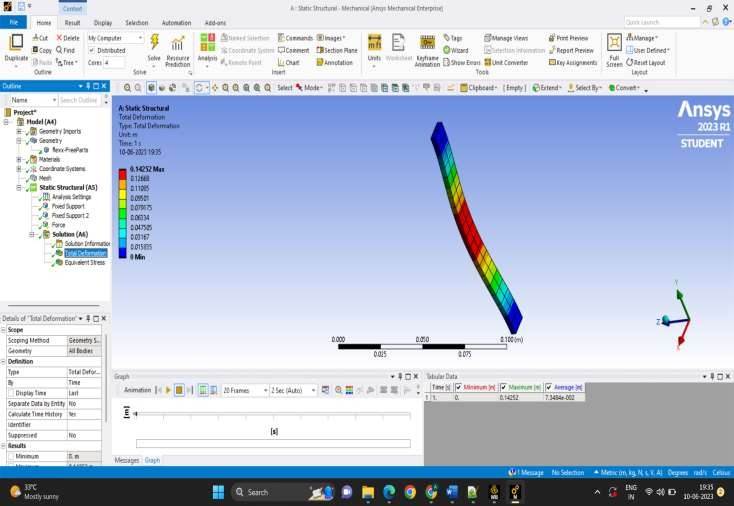 Context
A : Static Structural - Mechanical [Ansys Mechanical Enterprise]
File Home Result Display Selection Automation Add-ons Quick Launch
Duplicate Cut Copy Paste Delete Find Tree
Outline
My Computer
Distributed
Cores 4
Solve Resource Prediction
Solve
Analysis Named Selection Coordinate System Remote Point Commands Comment Chart Images Section Plane Annotation
Insert
Units Worksheet Keyframe Animation Tags Wizard Show Errors Manage Views Selection Information Unit Converter Print Preview Report Preview Key Assignments
Tools
Full Screen Manage User Defined Reset Layout
Layout
Select Mode Clipboard [ Empty ] Extend Select By Convert
Outline
Name Search Outline
Project*
Model (A4)
Geometry Imports
Geometry
flexx-FreeParts
Materials
Coordinate Systems
Mesh
Static Structural (A5)
Analysis Settings
Fixed Support
Fixed Support 2
Force
Solution (A6)
Solution Information
Total Deformation
Equivalent Stress
Details of "Total Deformation"
Scope
Scoping Method Geometry S...
Geometry All Bodies
Definition
Type Total Defor...
By Time
Display Time Last
Separate Data by Entity No
Calculate Time History Yes
Identifier
Suppressed No
Results
Minimum 0. m
A: Static Structural
Total Deformation
Type: Total Deformation
Unit: m
Time: 1 s
10-06-2023 19:35
0.14252 Max
0.12668
0.11085
0.09501
0.079175
0.06334
0.047505
0.03167
0.015835
0 Min
Ansys
2023 R1
STUDENT
Y
Z
X
0.000 0.050 0.100 (m)
0.025 0.075
Graph
Animation 20 Frames 2 Sec (Auto)
[s]
Messages Graph
Tabular Data
Time [s] Minimum [m] Maximum [m] Average [m]
1 1. 0. 0.14252 7.3484e-002
1 Message No Selection Metric (m, kg, N, s, V, A) Degrees rad/s Celsius
33°C
Mostly sunny
Search
ENG
IN
19:35
10-06-2023